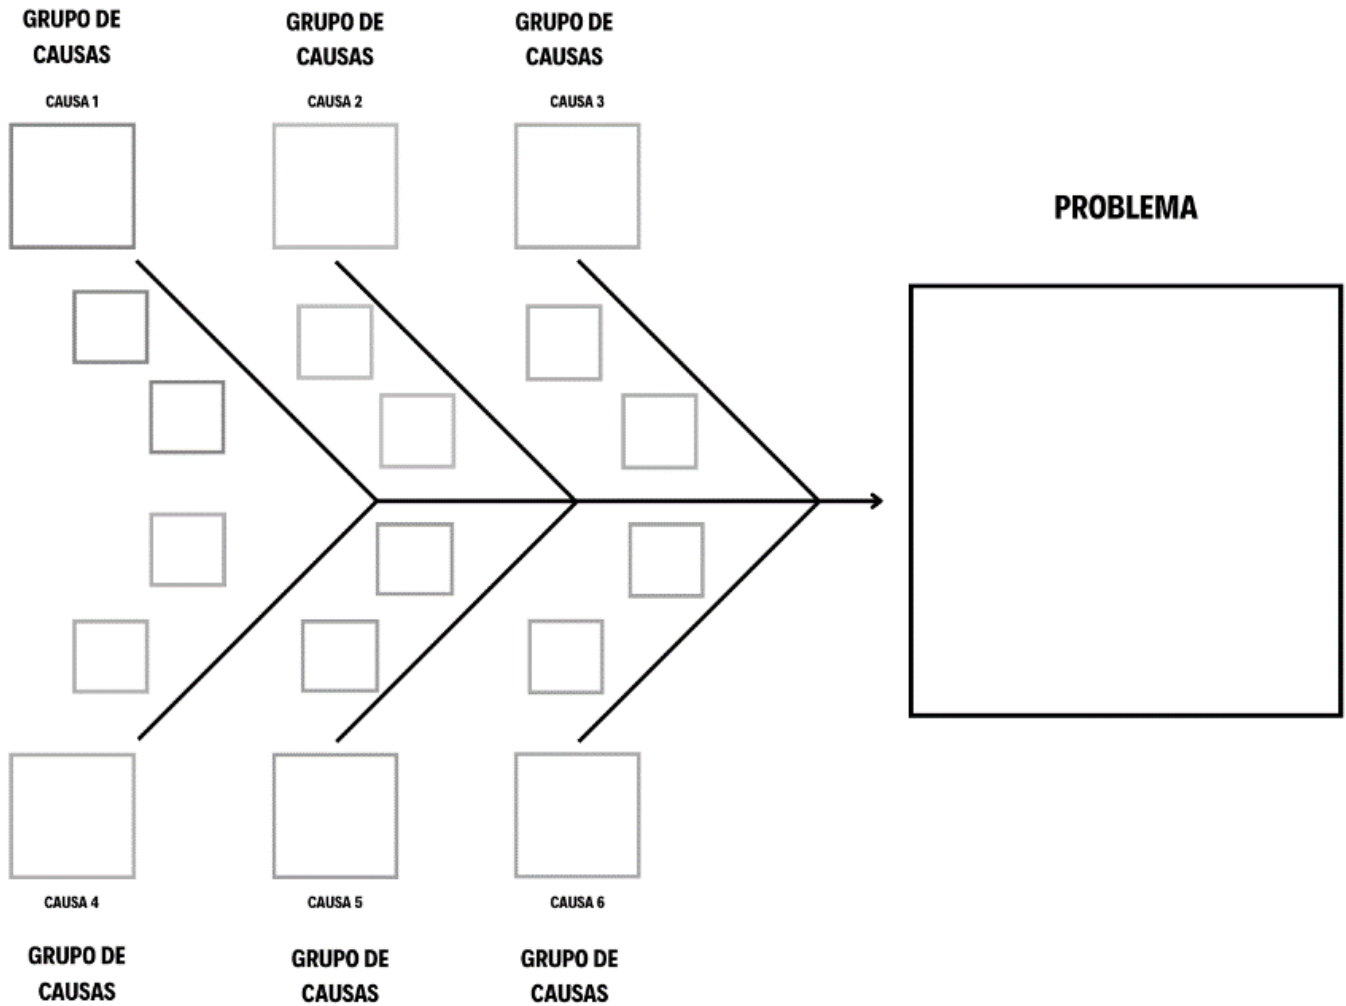 GRUPO DE
CAUSAS
CAUSA 1
GRUPO DE
CAUSAS
CAUSA 2
GRUPO DE
CAUSAS
CAUSA 3
PROBLEMA
CAUSA 4
GRUPO DE
CAUSAS
CAUSA 5
GRUPO DE
CAUSAS
CAUSA 6
GRUPO DE
CAUSAS